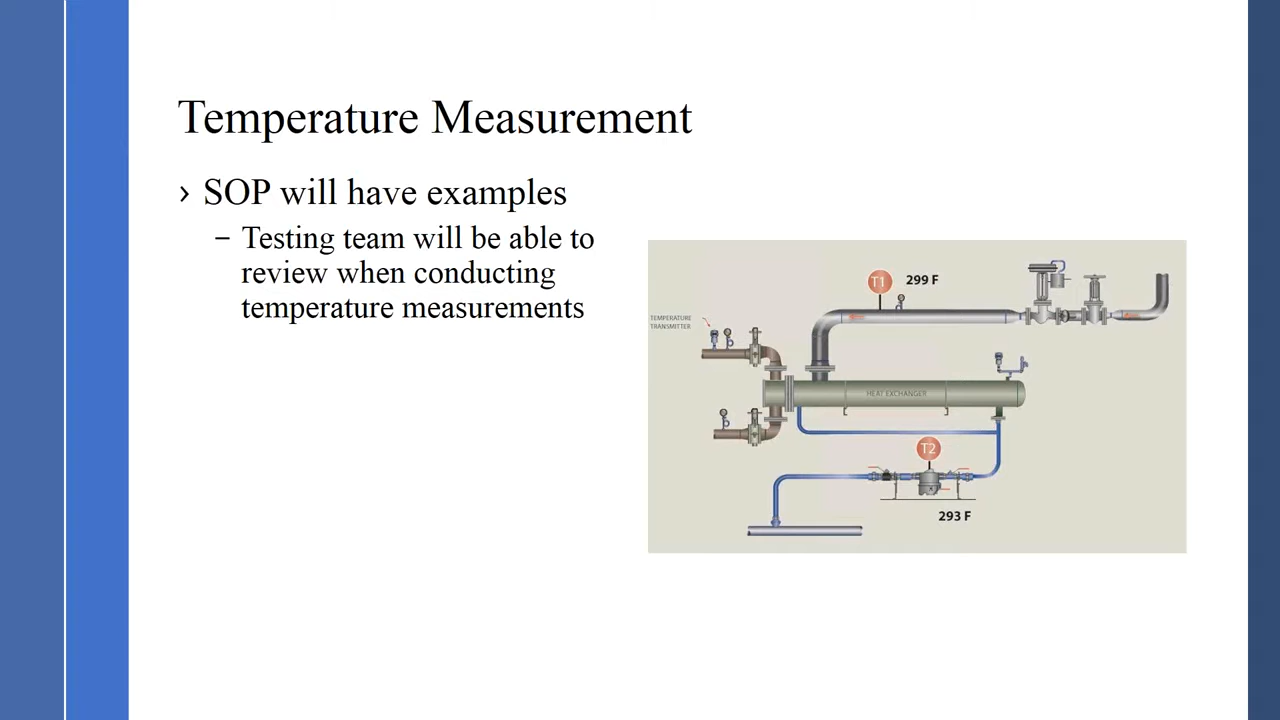 Temperature Measurement
› SOP will have examples
– Testing team will be able to
review when conducting
temperature measurements
T1 299 F
TEMPERATURE
TRANSMITTER
HEAT EXCHANGER
T2
293 F